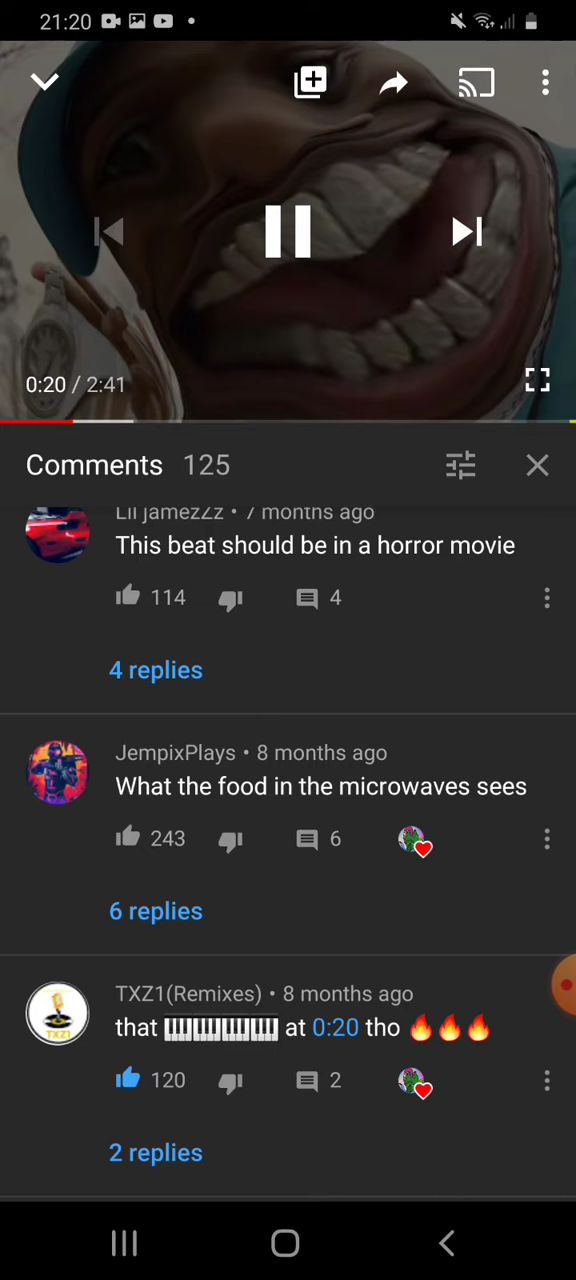 21:20
0:20 / 2:41
Comments 125
Lil jamezZz • 7 months ago
This beat should be in a horror movie
114 4
4 replies
JempixPlays • 8 months ago
What the food in the microwaves sees
243 6
6 replies
TXZ1
TXZ1(Remixes) • 8 months ago
that 🎹🎹🎹🎹 at 0:20 tho 🔥🔥🔥
120 2
2 replies